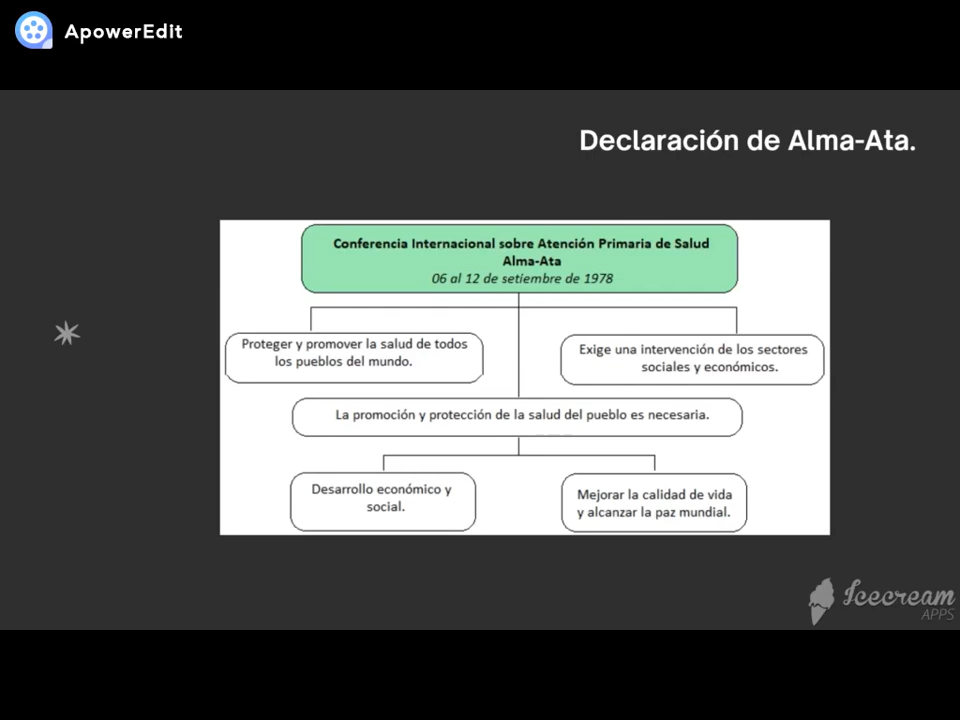 ApowerEdit
Declaración de Alma-Ata.
Conferencia Internacional sobre Atención Primaria de Salud
Alma-Ata
06 al 12 de setiembre de 1978
Proteger y promover la salud de todos
los pueblos del mundo.
Exige una intervención de los sectores
sociales y económicos.
La promoción y protección de la salud del pueblo es necesaria.
Desarrollo económico y
social.
Mejorar la calidad de vida
y alcanzar la paz mundial.
Icecream
APPS